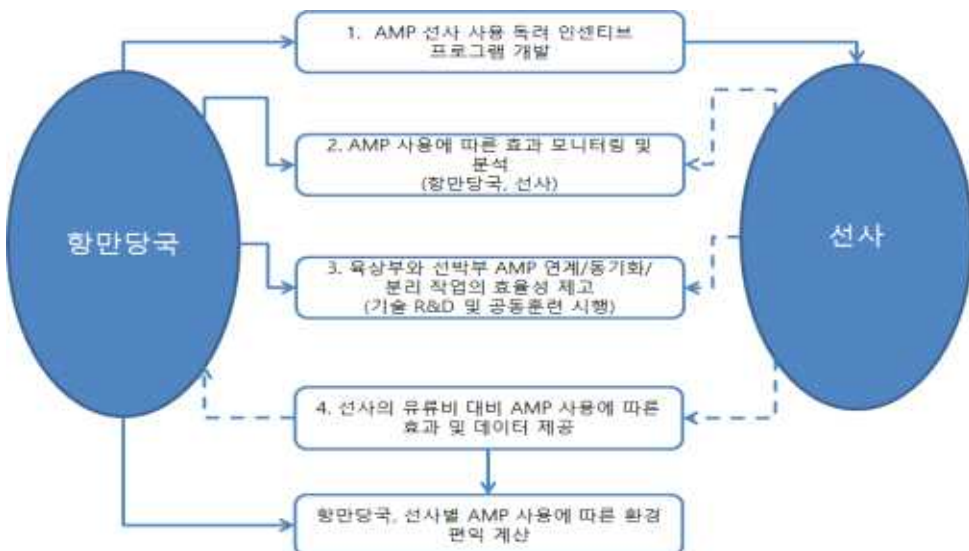 1. AMP 선사 사용 독려 인센티브
프로그램 개발
2. AMP 사용에 따른 효과 모니터링 및
분석
(항만당국, 선사)
항만당국
선사
3. 육상부와 선박부 AMP 연계/동기화/
분리 작업의 효율성 제고
(기술 R&D 및 공동훈련 시행)
4. 선사의 유류비 대비 AMP 사용에 따른
효과 및 데이터 제공
항만당국, 선사별 AMP 사용에 따른 환경
편익 계산